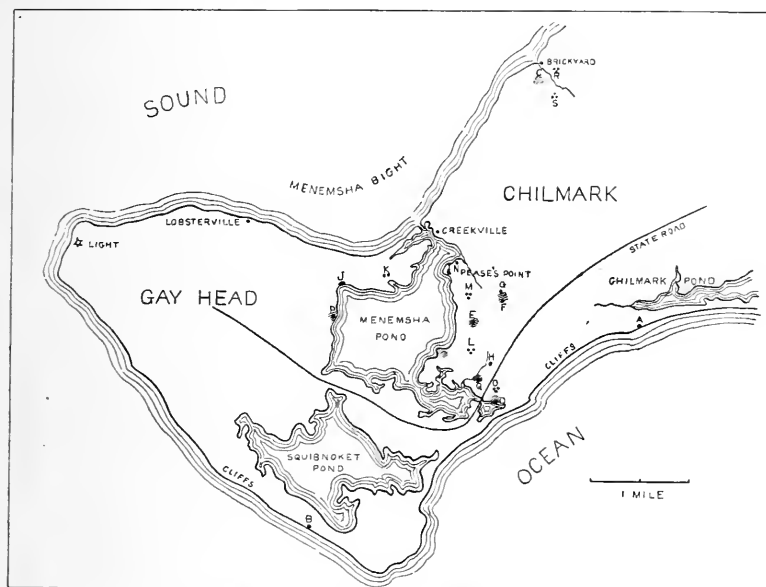 BRICKYARD
C
R
S
SOUND
MENEMSHA BIGHT
CHILMARK
LOBSTERVILLE
CREEKVILLE
STATE ROAD
LIGHT
N
PEASE'S POINT
CHILMARK POND
K
J
M
GAY HEAD
D
F
E
MENEMSHA
POND
A
L
CLIFFS
H
OCEAN
SQUIBNOKET
POND
CLIFFS
1 MILE
B